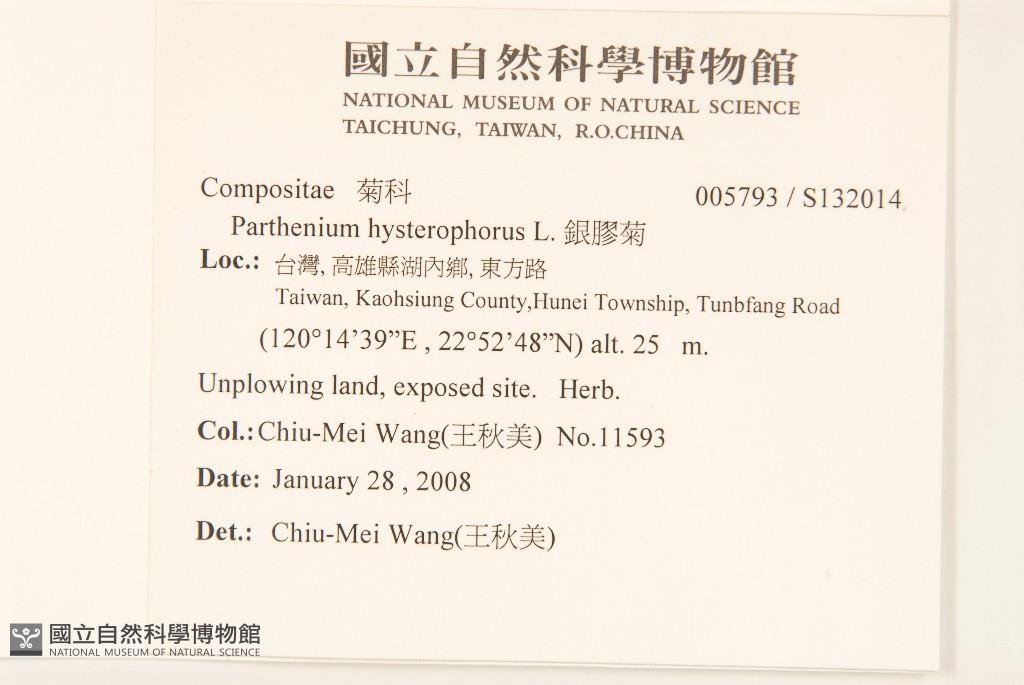 國立自然科學博物館
NATIONAL MUSEUM OF NATURAL SCIENCE
TAICHUNG, TAIWAN, R.O.CHINA
Compositae 菊科 005793 / S132014
Parthenium hysterophorus L. 銀膠菊
Loc.: 台灣, 高雄縣湖內鄉, 東方路
Taiwan, Kaohsiung County,Hunei Township, Tunbfang Road
(120°14’39”E , 22°52’48”N) alt. 25 m.
Unplowing land, exposed site. Herb.
Col.: Chiu-Mei Wang(王秋美) No.11593
Date: January 28 , 2008
Det.: Chiu-Mei Wang(王秋美)
國立自然科學博物館
NATIONAL MUSEUM OF NATURAL SCIENCE